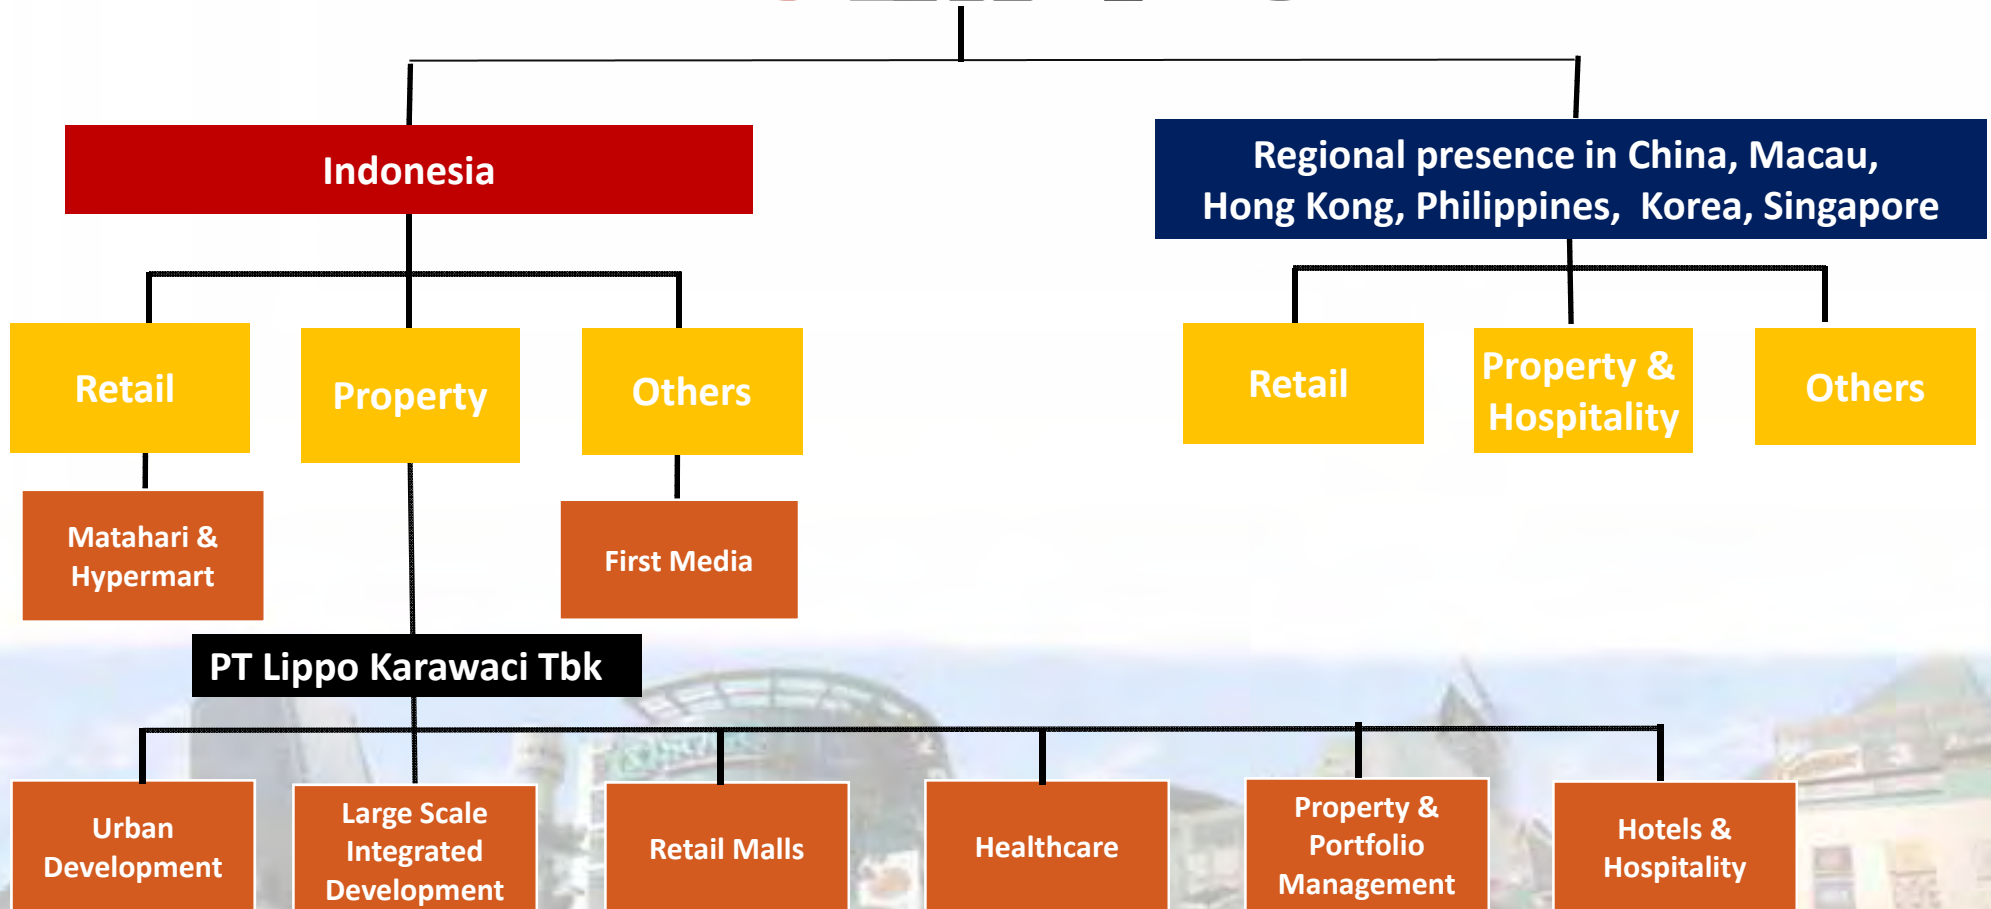 Indonesia
Regional presence in China, Macau,
Hong Kong, Philippines, Korea, Singapore
Retail
Property
Others
Retail
Property &
Hospitality
Others
Matahari &
Hypermart
First Media
PT Lippo Karawaci Tbk
Urban
Development
Large Scale
Integrated
Development
Retail Malls
Healthcare
Property &
Portfolio
Management
Hotels &
Hospitality